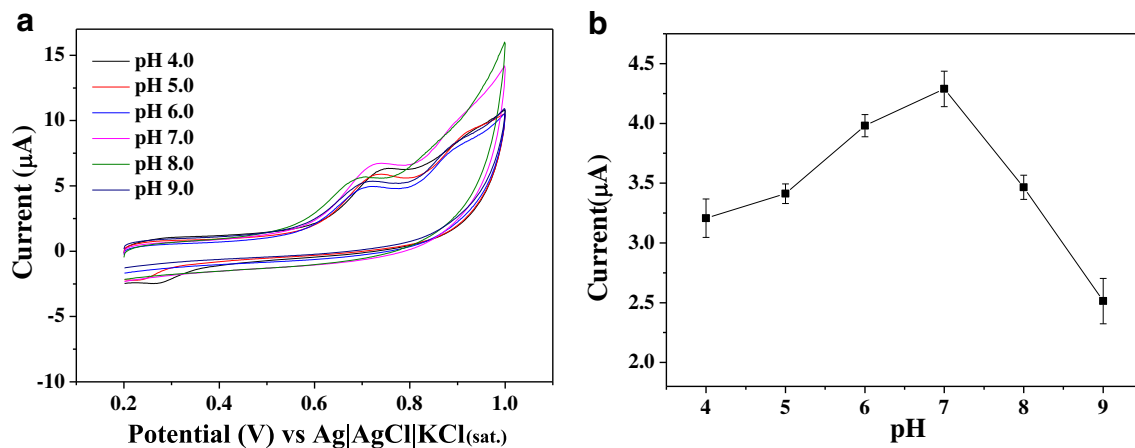 a
15
10
5
0
-5
-10
Current (µA)
pH 4.0
pH 5.0
pH 6.0
pH 7.0
pH 8.0
pH 9.0
0.2
0.4
0.6
0.8
1.0
Potential (V) vs Ag|AgCl|KCl(sat.)
b
4.5
4.0
3.5
3.0
2.5
2.0
Current(µA)
4
5
6
7
8
9
pH